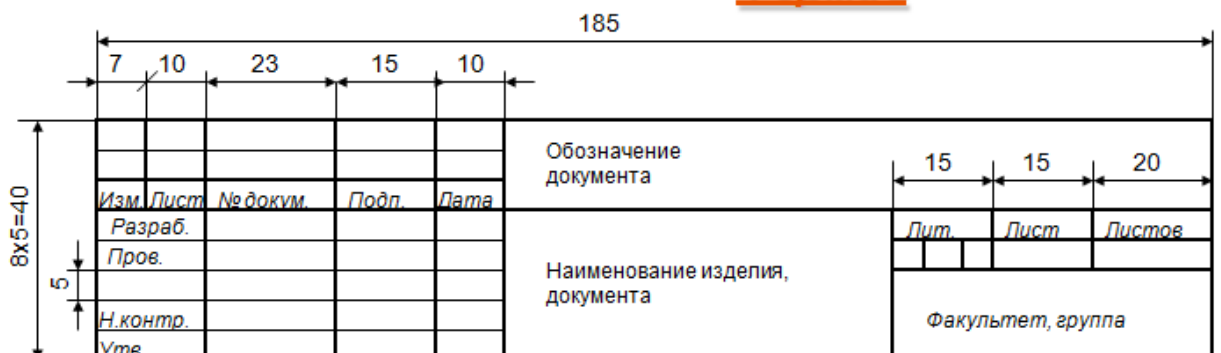 185
7 10 23 15 10
Обозначение
документа
15 15 20
Изм. Лист № докум. Подп. Дата
8x5=40
Разраб.
Лит. Лист Листов
Пров.
Наименование изделия,
документа
5
Н.контр.
Факультет, группа
Утв